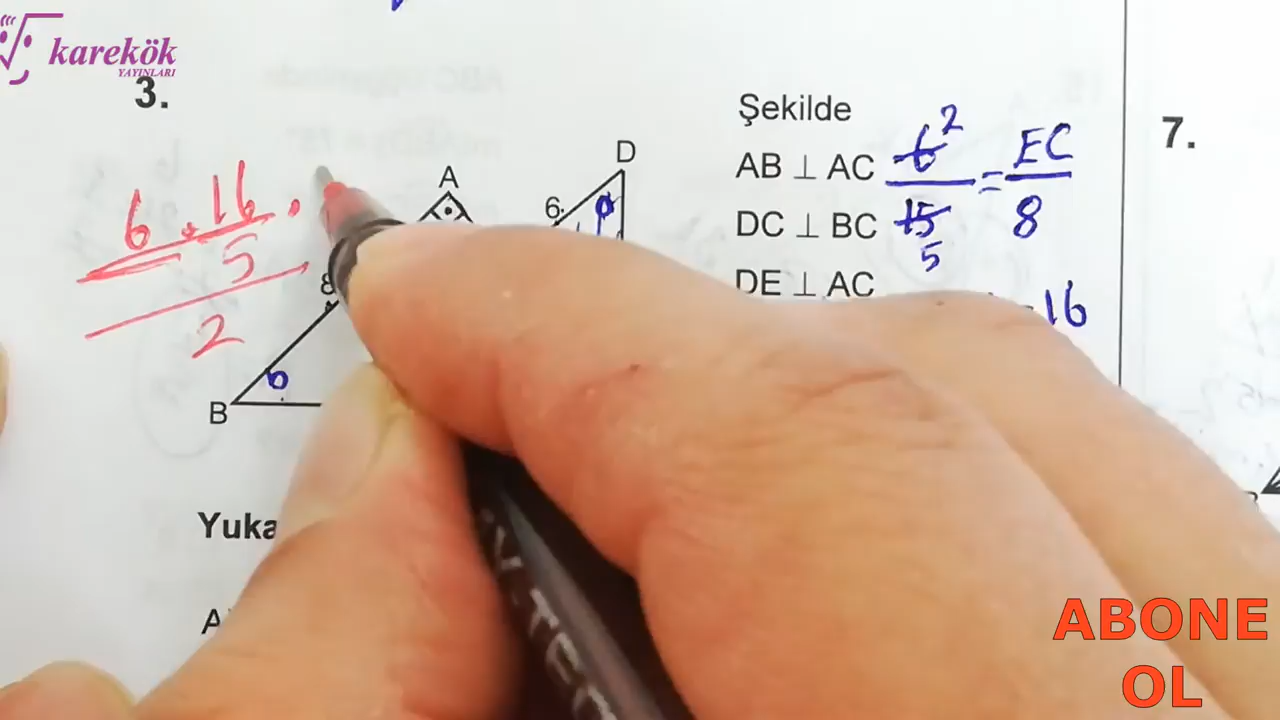 karekök
YAYINLARI
3.
Şekilde
AB ⊥ AC
DC ⊥ BC
DE ⊥ AC
6 2 / 15 5 = EC / 8
16
6 . 16 / 5 .
2
A
D
6
8
B
7.
ABONE
OL